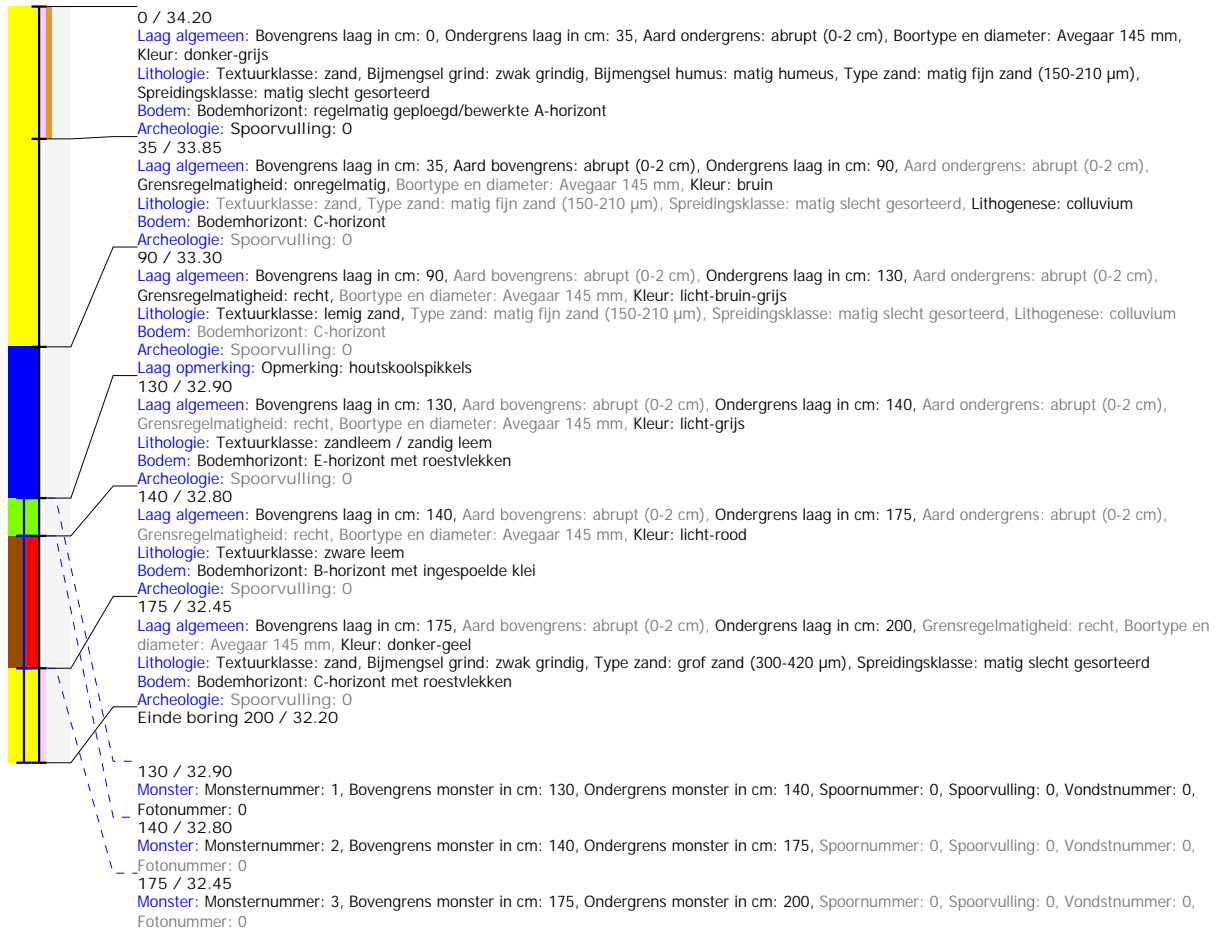 0 / 34.20
Laag algemeen: Bovengrens laag in cm: 0, Ondergrens laag in cm: 35, Aard ondergrens: abrupt (0-2 cm), Boortype en diameter: Avegaar 145 mm,
Kleur: donker-grijs
Lithologie: Textuurklasse: zand, Bijmengsel grind: zwak grindig, Bijmengsel humus: matig humeus, Type zand: matig fijn zand (150-210 µm),
Spreidingsklasse: matig slecht gesorteerd
Bodem: Bodemhorizont: regelmatig geploegd/bewerkte A-horizont
Archeologie: Spoorvulling: 0
35 / 33.85
Laag algemeen: Bovengrens laag in cm: 35, Aard bovengrens: abrupt (0-2 cm), Ondergrens laag in cm: 90, Aard ondergrens: abrupt (0-2 cm),
Grensregelmatigheid: onregelmatig, Boortype en diameter: Avegaar 145 mm, Kleur: bruin
Lithologie: Textuurklasse: zand, Type zand: matig fijn zand (150-210 µm), Spreidingsklasse: matig slecht gesorteerd, Lithogenese: colluvium
Bodem: Bodemhorizont: C-horizont
Archeologie: Spoorvulling: 0
90 / 33.30
Laag algemeen: Bovengrens laag in cm: 90, Aard bovengrens: abrupt (0-2 cm), Ondergrens laag in cm: 130, Aard ondergrens: abrupt (0-2 cm),
Grensregelmatigheid: recht, Boortype en diameter: Avegaar 145 mm, Kleur: licht-bruin-grijs
Lithologie: Textuurklasse: lemig zand, Type zand: matig fijn zand (150-210 µm), Spreidingsklasse: matig slecht gesorteerd, Lithogenese: colluvium
Bodem: Bodemhorizont: C-horizont
Archeologie: Spoorvulling: 0
Laag opmerking: Opmerking: houtskoolspikkels
130 / 32.90
Laag algemeen: Bovengrens laag in cm: 130, Aard bovengrens: abrupt (0-2 cm), Ondergrens laag in cm: 140, Aard ondergrens: abrupt (0-2 cm),
Grensregelmatigheid: recht, Boortype en diameter: Avegaar 145 mm, Kleur: licht-grijs
Lithologie: Textuurklasse: zandleem / zandig leem
Bodem: Bodemhorizont: E-horizont met roestvlekken
Archeologie: Spoorvulling: 0
140 / 32.80
Laag algemeen: Bovengrens laag in cm: 140, Aard bovengrens: abrupt (0-2 cm), Ondergrens laag in cm: 175, Aard ondergrens: abrupt (0-2 cm),
Grensregelmatigheid: recht, Boortype en diameter: Avegaar 145 mm, Kleur: licht-rood
Lithologie: Textuurklasse: zware leem
Bodem: Bodemhorizont: B-horizont met ingespoelde klei
Archeologie: Spoorvulling: 0
175 / 32.45
Laag algemeen: Bovengrens laag in cm: 175, Aard bovengrens: abrupt (0-2 cm), Ondergrens laag in cm: 200, Grensregelmatigheid: recht, Boortype en
diameter: Avegaar 145 mm, Kleur: donker-geel
Lithologie: Textuurklasse: zand, Bijmengsel grind: zwak grindig, Type zand: grof zand (300-420 µm), Spreidingsklasse: matig slecht gesorteerd
Bodem: Bodemhorizont: C-horizont met roestvlekken
Archeologie: Spoorvulling: 0
Einde boring 200 / 32.20
130 / 32.90
Monster: Monsternummer: 1, Bovengrens monster in cm: 130, Ondergrens monster in cm: 140, Spoornummer: 0, Spoorvulling: 0, Vondstnummer: 0,
Fotonummer: 0
140 / 32.80
Monster: Monsternummer: 2, Bovengrens monster in cm: 140, Ondergrens monster in cm: 175, Spoornummer: 0, Spoorvulling: 0, Vondstnummer: 0,
Fotonummer: 0
175 / 32.45
Monster: Monsternummer: 3, Bovengrens monster in cm: 175, Ondergrens monster in cm: 200, Spoornummer: 0, Spoorvulling: 0, Vondstnummer: 0,
Fotonummer: 0